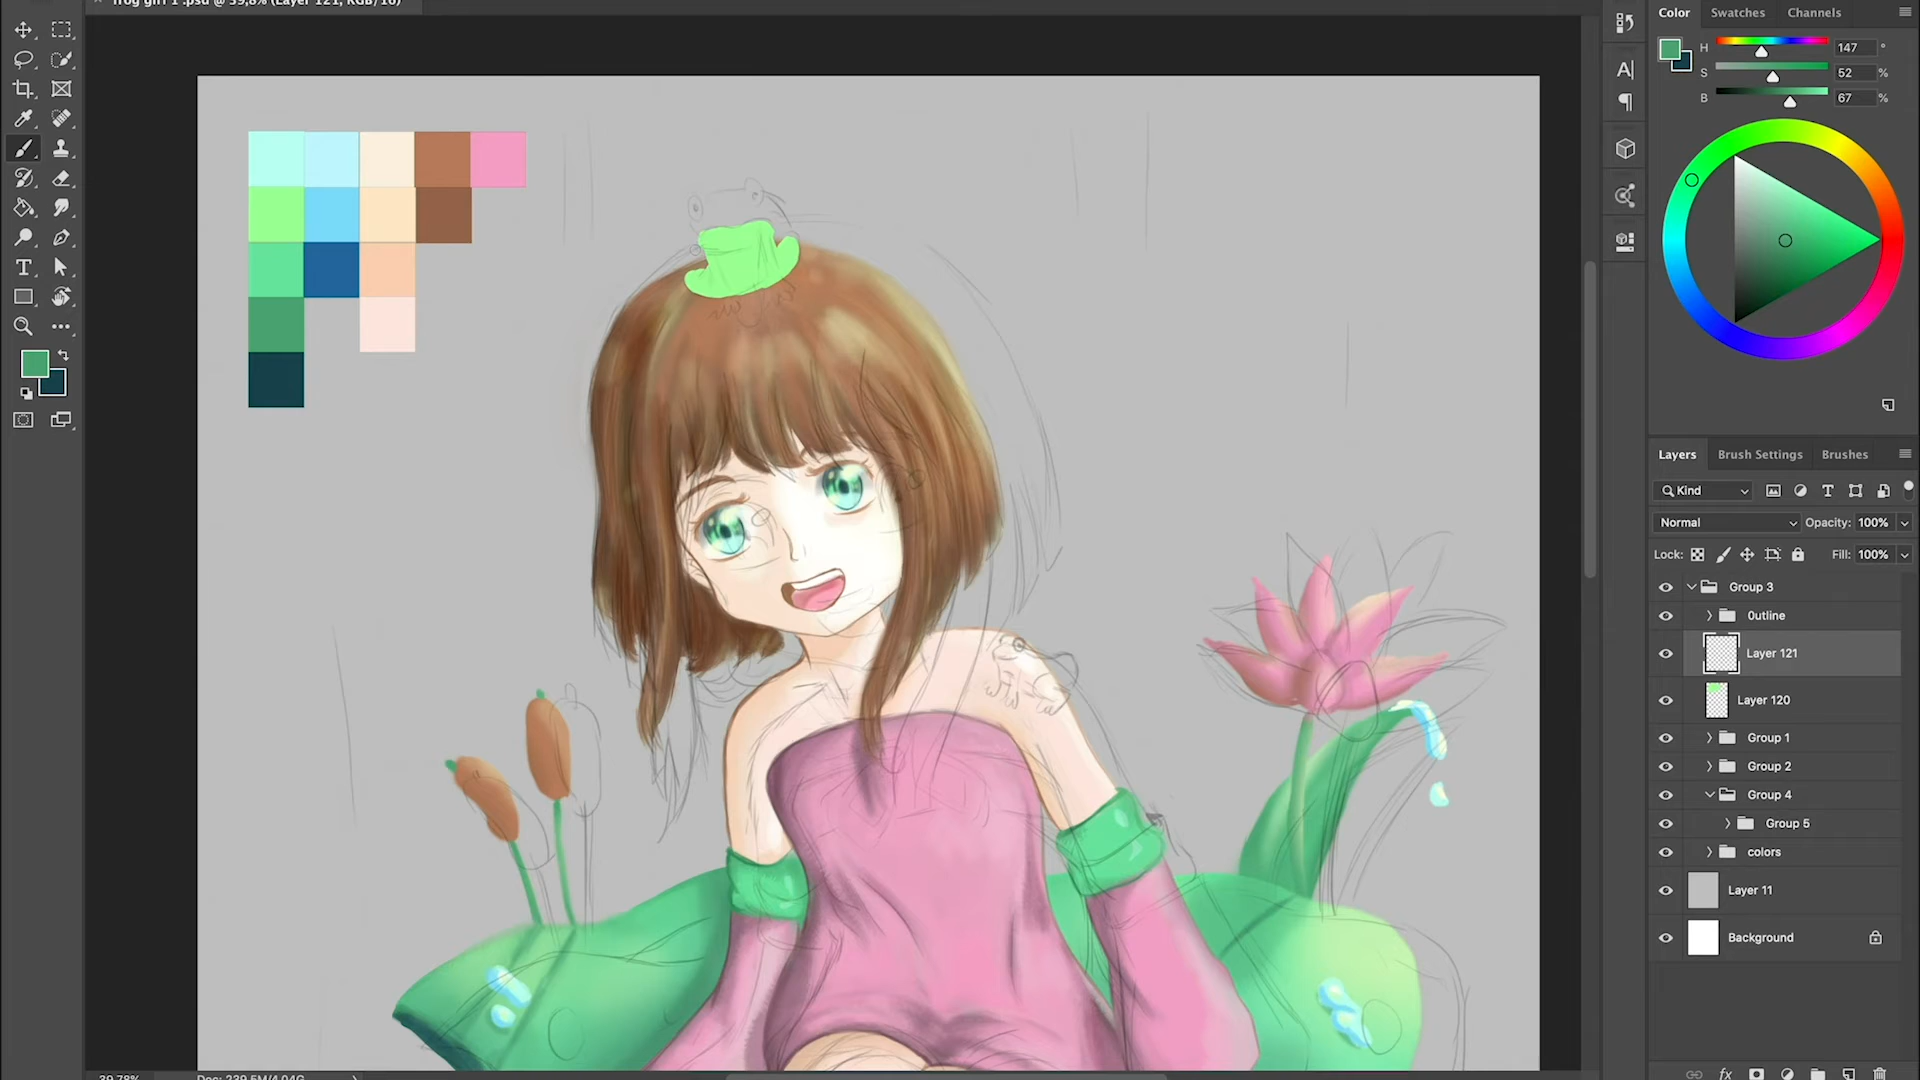 frog girl 1 .psd @ 39,8% (Layer 121, RGB/16)
Color Swatches Channels
H 147 °
S 52 %
B 67 %
Layers Brush Settings Brushes
Kind
Normal Opacity: 100%
Lock: Fill: 100%
Group 3
0utline
Layer 121
Layer 120
Group 1
Group 2
Group 4
Group 5
colors
Layer 11
Background
fx
39,78% Doc: 239,5M/4,04G